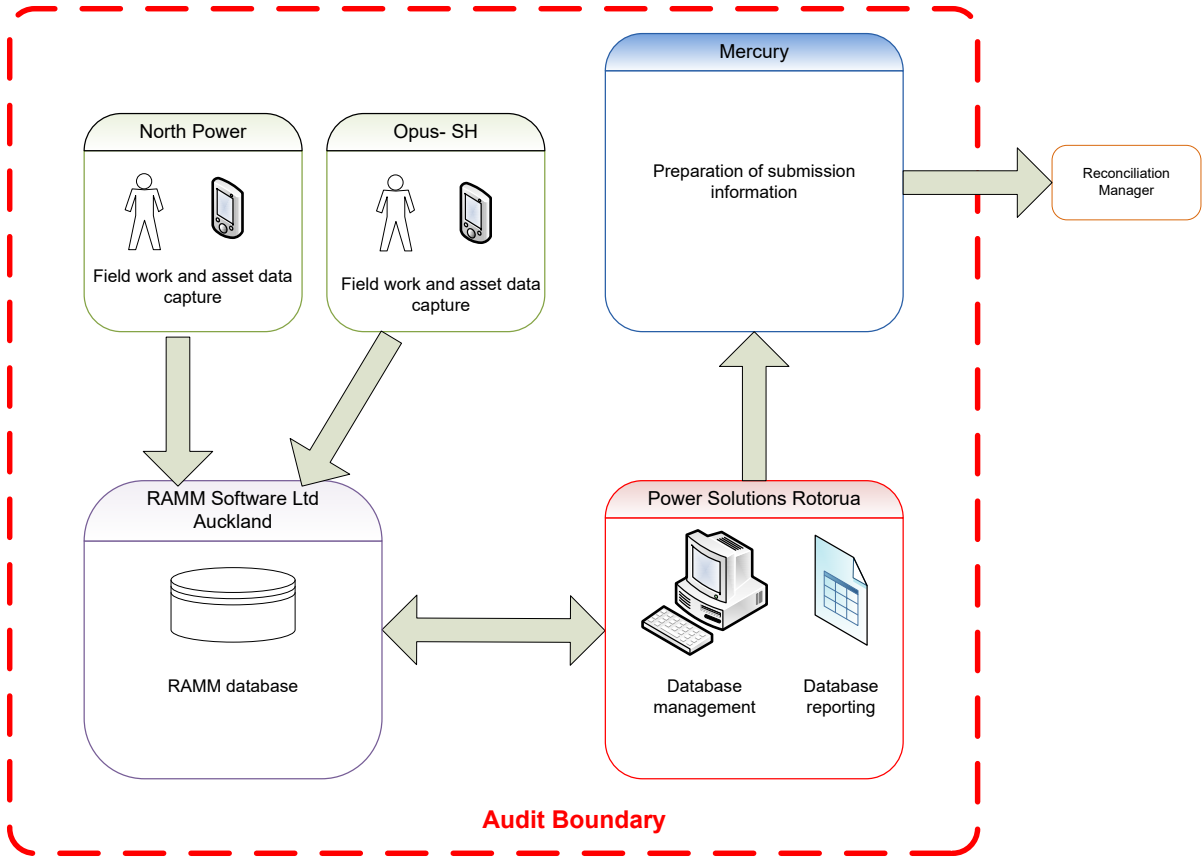 Mercury
Preparation of submission
information
Reconciliation
Manager
North Power
Field work and asset data
capture
Opus- SH
Field work and asset data
capture
RAMM Software Ltd
Auckland
RAMM database
Power Solutions Rotorua
Database
management
Database
reporting
Audit Boundary